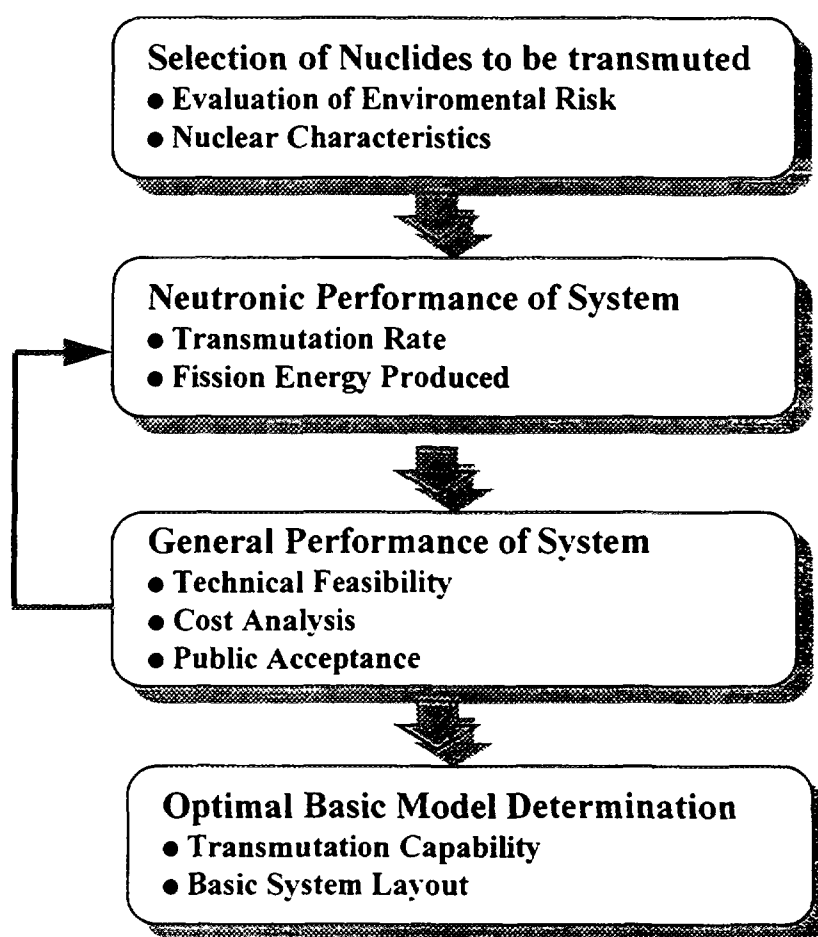 Selection of Nuclides to be transmuted
● Evaluation of Enviromental Risk
● Nuclear Characteristics
Neutronic Performance of System
● Transmutation Rate
● Fission Energy Produced
General Performance of System
● Technical Feasibility
● Cost Analysis
● Public Acceptance
Optimal Basic Model Determination
● Transmutation Capability
● Basic System Layout